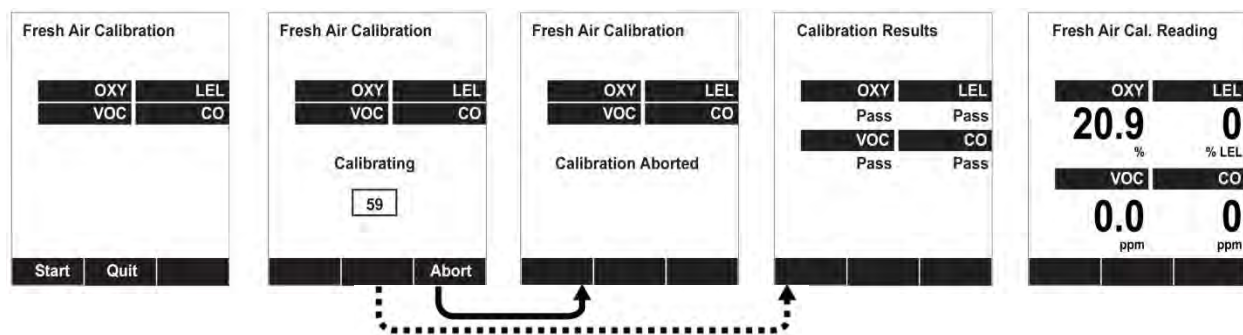 Fresh Air Calibration
OXY LEL
VOC CO
Start Quit
Fresh Air Calibration
OXY LEL
VOC CO
Calibrating
59
Abort
Fresh Air Calibration
OXY LEL
VOC CO
Calibration Aborted
Calibration Results
OXY LEL
Pass Pass
VOC CO
Pass Pass
Fresh Air Cal. Reading
OXY LEL
20.9 0
% % LEL
VOC CO
0.0 0
ppm ppm